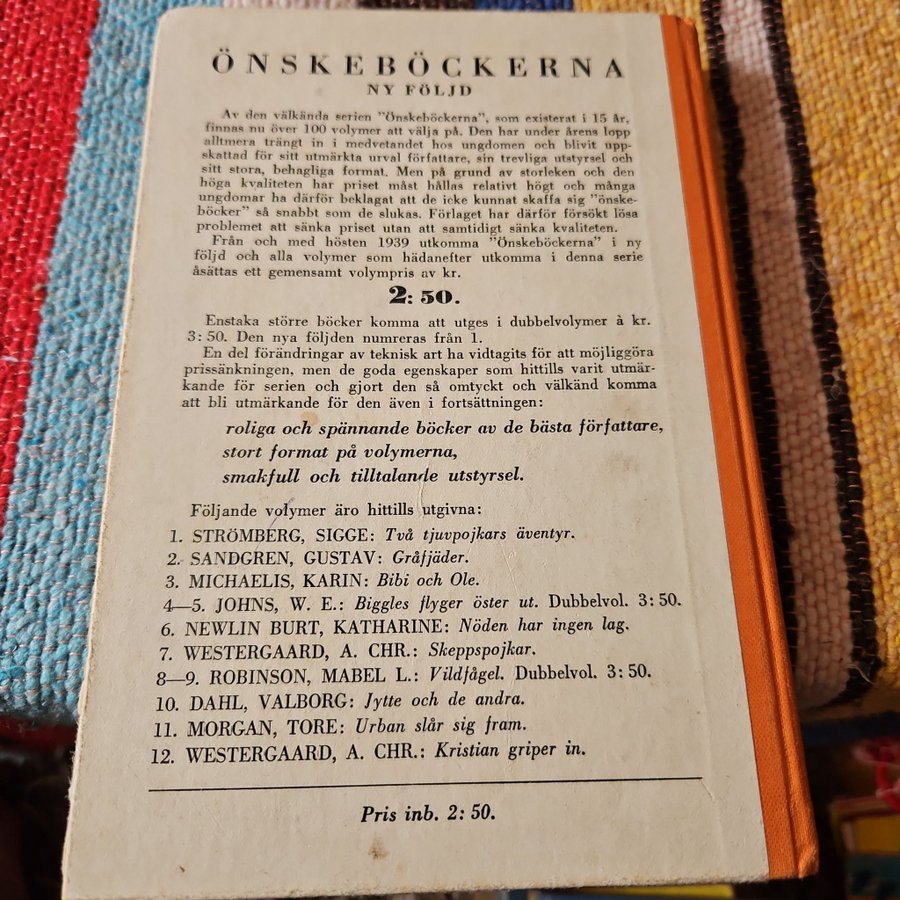 ÖNSKEBÖCKERNA
NY FÖLJD
Av den välkända serien "Önskeböckerna", som existerat i 15 år,
finnas nu över 100 volymer att välja på. Den har under årens lopp
alltmera trängt in i medvetandet hos ungdomen och blivit upp-
skattad för sitt utmärkta urval författare, sin trevliga utstyrsel och
sitt stora, behagliga format. Men på grund av storleken och den
höga kvaliteten har priset måst hållas relativt högt och många
ungdomar ha därför beklagat att de icke kunnat skaffa sig "önske-
böcker" så snabbt som de slukas. Förlaget har därför försökt lösa
problemet att sänka priset utan att samtidigt sänka kvaliteten.
Från och med hösten 1939 utkomma "Önskeböckerna" i ny
följd och alla volymer som hädanefter utkomma i denna serie
åsättas ett gemensamt volympris av kr.
2: 50.
Enstaka större böcker komma att utges i dubbelvolymer à kr.
3: 50. Den nya följden numreras från 1.
En del förändringar av teknisk art ha vidtagits för att möjliggöra
prissänkningen, men de goda egenskaper som hittills varit utmär-
kande för serien och gjort den så omtyckt och välkänd komma
att bli utmärkande för den även i fortsättningen:
roliga och spännande böcker av de bästa författare,
stort format på volymerna,
smakfull och tilltalande utstyrsel.
Följande volymer äro hittills utgivna:
1. STRÖMBERG, SIGGE: Två tjuvpojkars äventyr.
2. SANDGREN, GUSTAV: Gråfjäder.
3. MICHAELIS, KARIN: Bibi och Ole.
4—5. JOHNS, W. E.: Biggles flyger öster ut. Dubbelvol. 3: 50.
6. NEWLIN BURT, KATHARINE: Nöden har ingen lag.
7. WESTERGAARD, A. CHR.: Skeppspojkar.
8—9. ROBINSON, MABEL L.: Vildfågel. Dubbelvol. 3: 50.
10. DAHL, VALBORG: Jytte och de andra.
11. MORGAN, TORE: Urban slår sig fram.
12. WESTERGAARD, A. CHR.: Kristian griper in.
Pris inb. 2: 50.